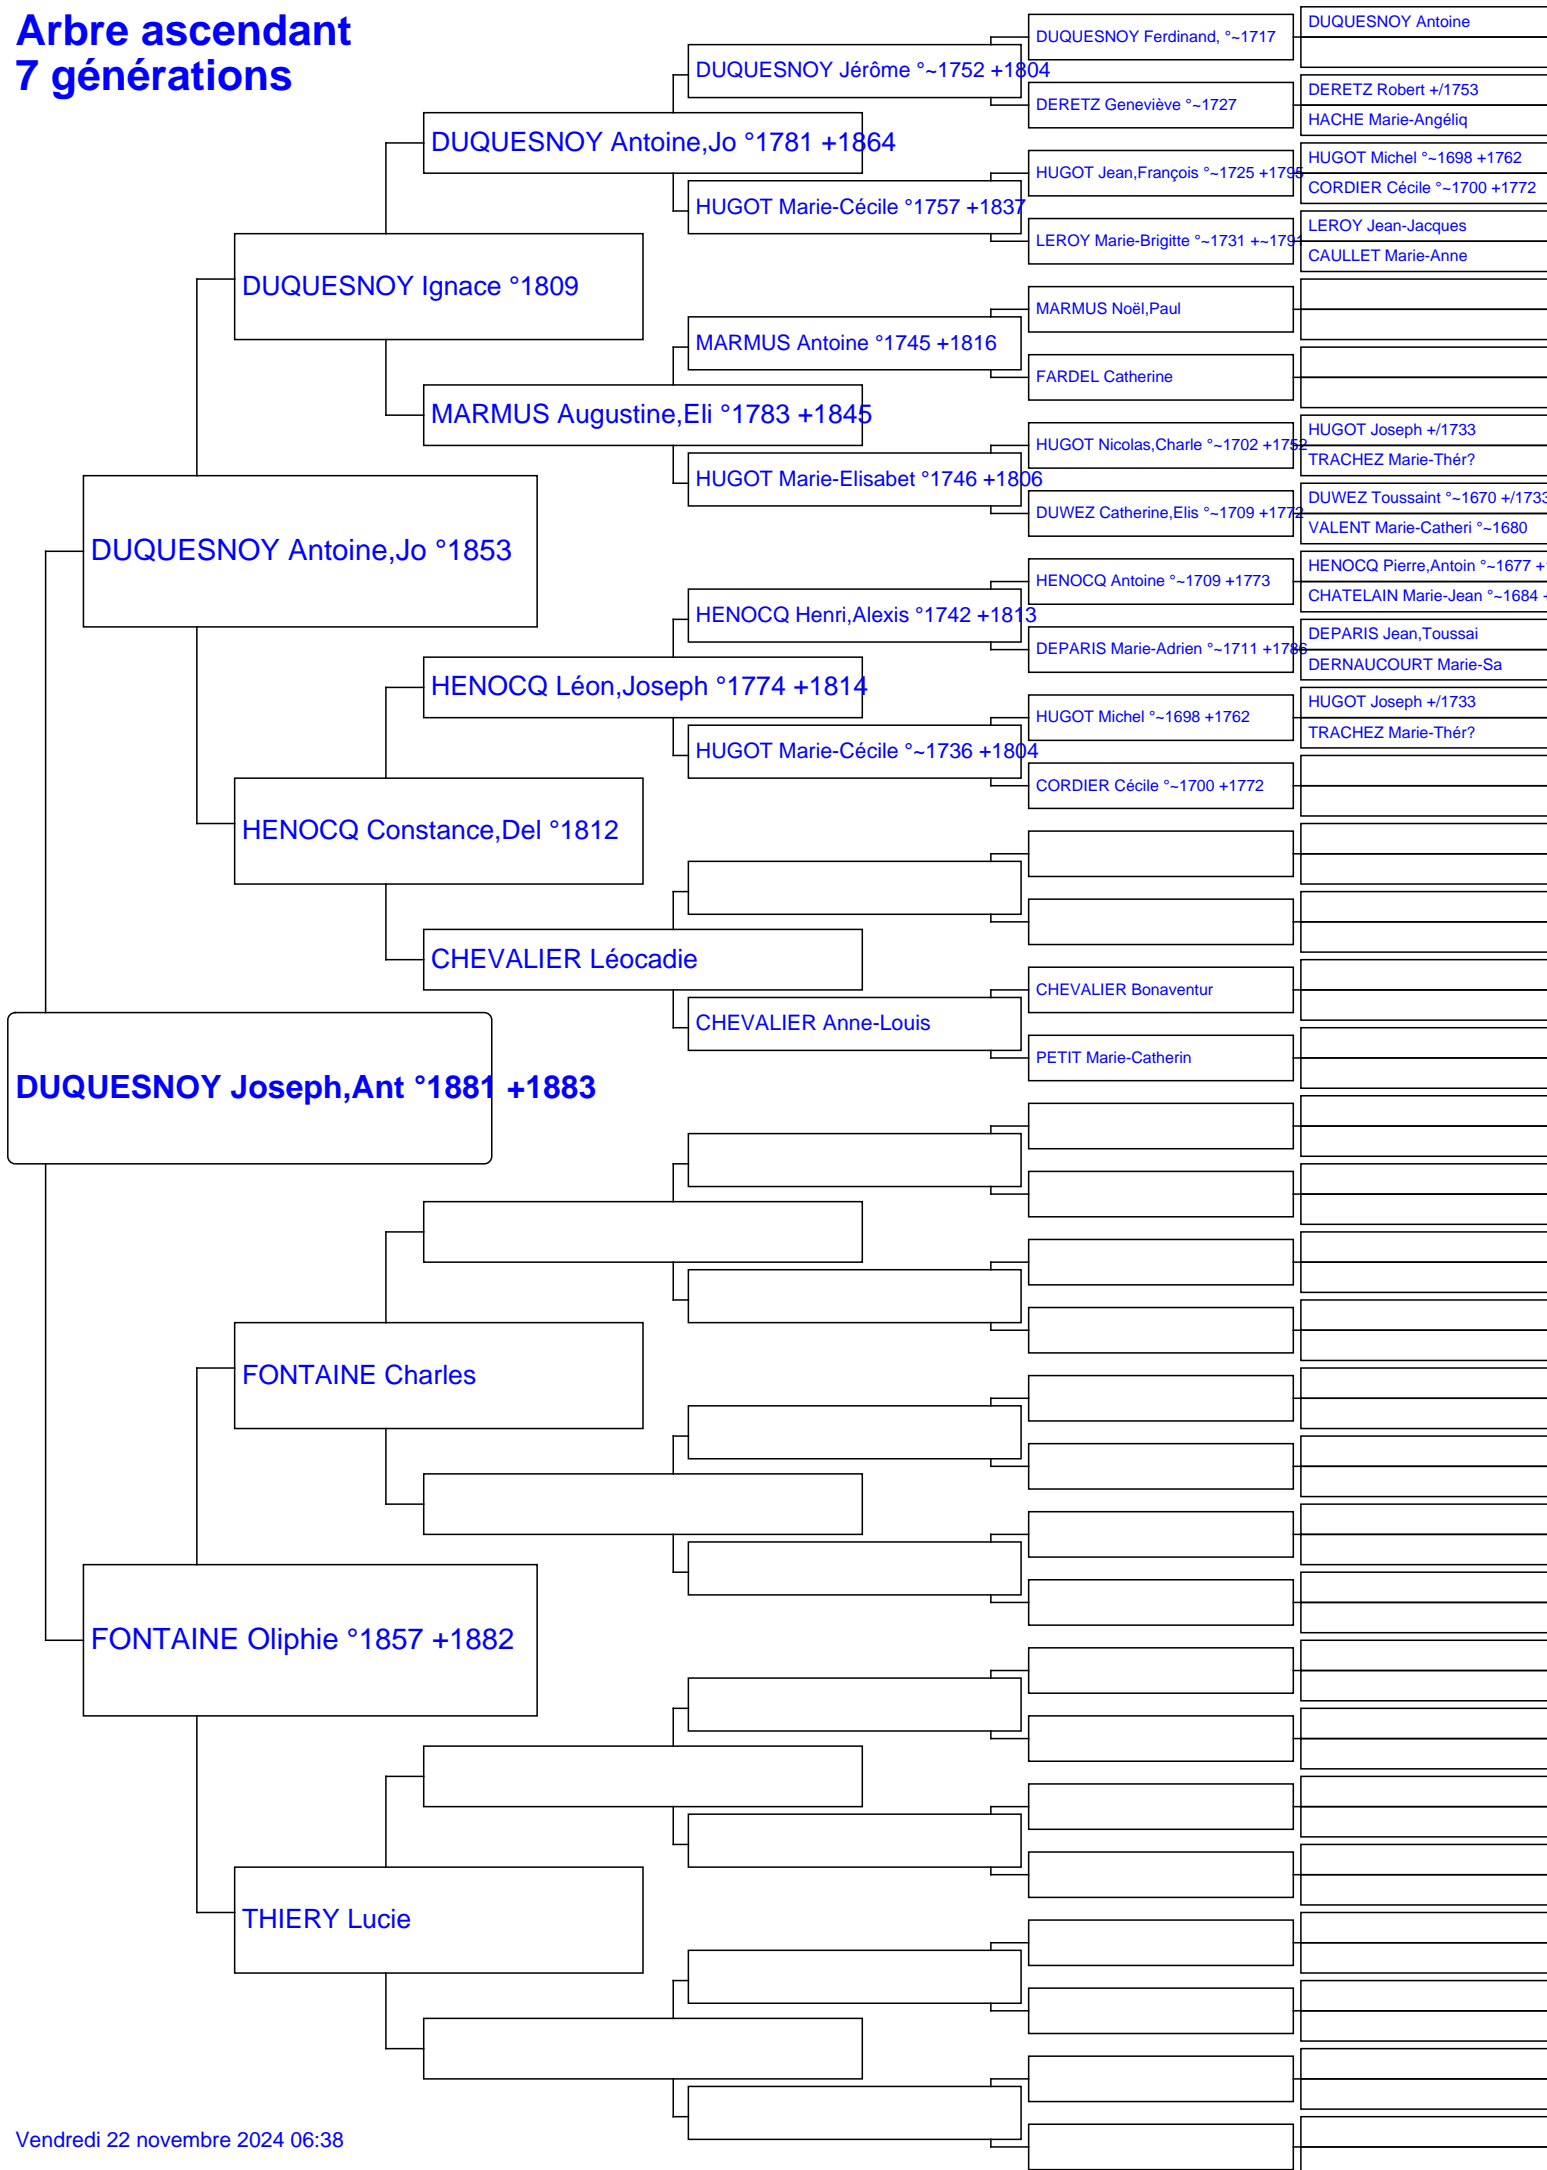 Arbre ascendant
7 générations
DUQUESNOY Joseph,Ant °1881 +1883
DUQUESNOY Antoine,Jo °1853
FONTAINE Oliphie °1857 +1882
DUQUESNOY Ignace °1809
HENOCQ Constance,Del °1812
FONTAINE Charles
THIERY Lucie
DUQUESNOY Antoine,Jo °1781 +1864
MARMUS Augustine,Eli °1783 +1845
HENOCQ Léon,Joseph °1774 +1814
CHEVALIER Léocadie
DUQUESNOY Jérôme °~1752 +1804
HUGOT Marie-Cécile °1757 +1837
MARMUS Antoine °1745 +1816
HUGOT Marie-Elisabet °1746 +1806
HENOCQ Henri,Alexis °1742 +1813
HUGOT Marie-Cécile °~1736 +1804
CHEVALIER Anne-Louis
DUQUESNOY Ferdinand, °~1717
DERETZ Geneviève °~1727
HUGOT Jean,François °~1725 +1795
LEROY Marie-Brigitte °~1731 +~1791
MARMUS Noël,Paul
FARDEL Catherine
HUGOT Nicolas,Charle °~1702 +1752
DUWEZ Catherine,Elis °~1709 +1772
HENOCQ Antoine °~1709 +1773
DEPARIS Marie-Adrien °~1711 +1786
HUGOT Michel °~1698 +1762
CORDIER Cécile °~1700 +1772
CHEVALIER Bonaventur
PETIT Marie-Catherin
DUQUESNOY Antoine
DERETZ Robert +/1753
HACHE Marie-Angéliq
HUGOT Michel °~1698 +1762
CORDIER Cécile °~1700 +1772
LEROY Jean-Jacques
CAULLET Marie-Anne
HUGOT Joseph +/1733
TRACHEZ Marie-Thér?
DUWEZ Toussaint °~1670 +/1733
VALENT Marie-Catheri °~1680
HENOCQ Pierre,Antoin °~1677 +
CHATELAIN Marie-Jean °~1684 +
DEPARIS Jean,Toussai
DERNAUCOURT Marie-Sa
HUGOT Joseph +/1733
TRACHEZ Marie-Thér?
Vendredi 22 novembre 2024 06:38